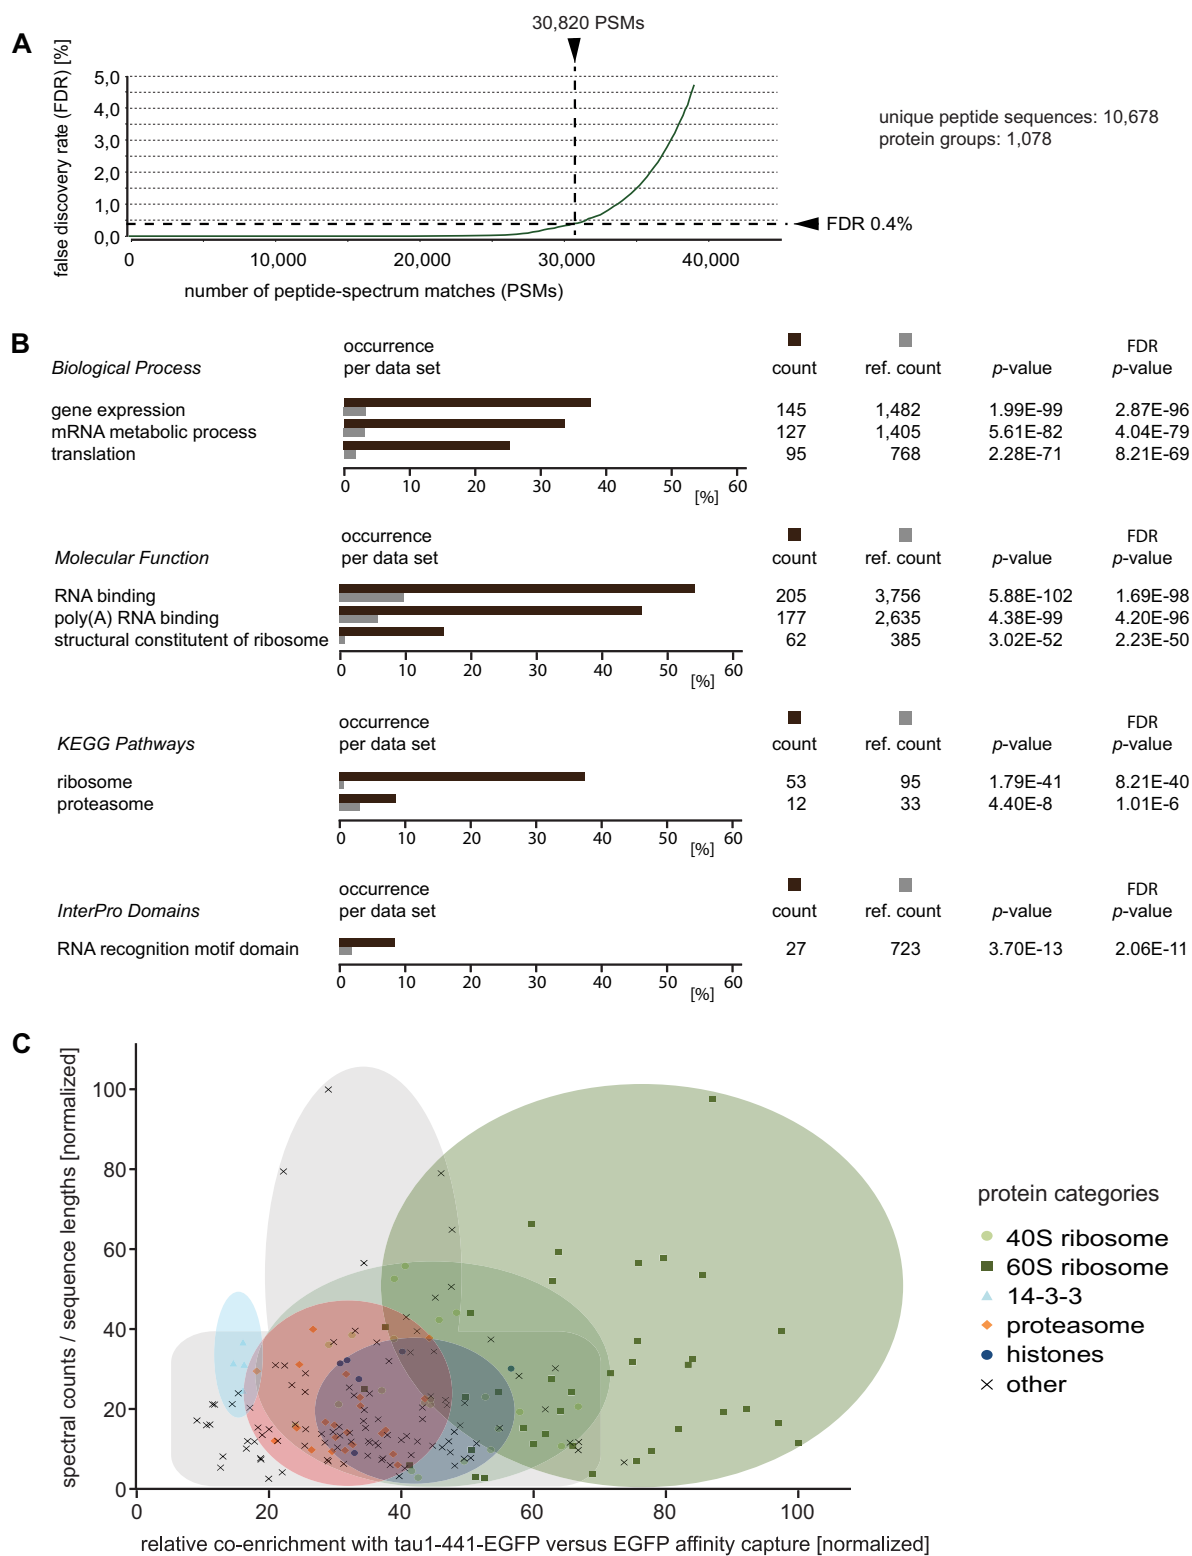 A
30,820 PSMs
false discovery rate (FDR) [%]
5,0
4,0
3,0
2,0
1,0
0,0
unique peptide sequences: 10,678
protein groups: 1,078
FDR 0.4%
0 10,000 20,000 30,000 40,000
number of peptide-spectrum matches (PSMs)
B
occurrence FDR
Biological Process per data set count ref. count p-value p-value
gene expression 145 1,482 1.99E-99 2.87E-96
mRNA metabolic process 127 1,405 5.61E-82 4.04E-79
translation 95 768 2.28E-71 8.21E-69
0 10 20 30 40 50 60
[%]
occurrence FDR
Molecular Function per data set count ref. count p-value p-value
RNA binding 205 3,756 5.88E-102 1.69E-98
poly(A) RNA binding 177 2,635 4.38E-99 4.20E-96
structural constitutent of ribosome 62 385 3.02E-52 2.23E-50
0 10 20 30 40 50 60
[%]
occurrence FDR
KEGG Pathways per data set count ref. count p-value p-value
ribosome 53 95 1.79E-41 8.21E-40
proteasome 12 33 4.40E-8 1.01E-6
0 10 20 30 40 50 60
[%]
occurrence FDR
InterPro Domains per data set count ref. count p-value p-value
RNA recognition motif domain 27 723 3.70E-13 2.06E-11
0 10 20 30 40 50 60
[%]
C
spectral counts / sequence lengths [normalized]
100
80
60
40
20
0
0 20 40 60 80 100
relative co-enrichment with tau1-441-EGFP versus EGFP affinity capture [normalized]
protein categories
40S ribosome
60S ribosome
14-3-3
proteasome
histones
other